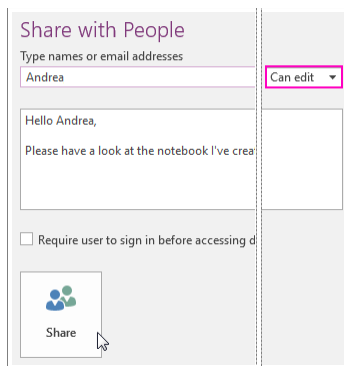 Share with People
Type names or email addresses
Andrea
Can edit
Hello Andrea,
Please have a look at the notebook I've
Require user to sign in before accessing
Share